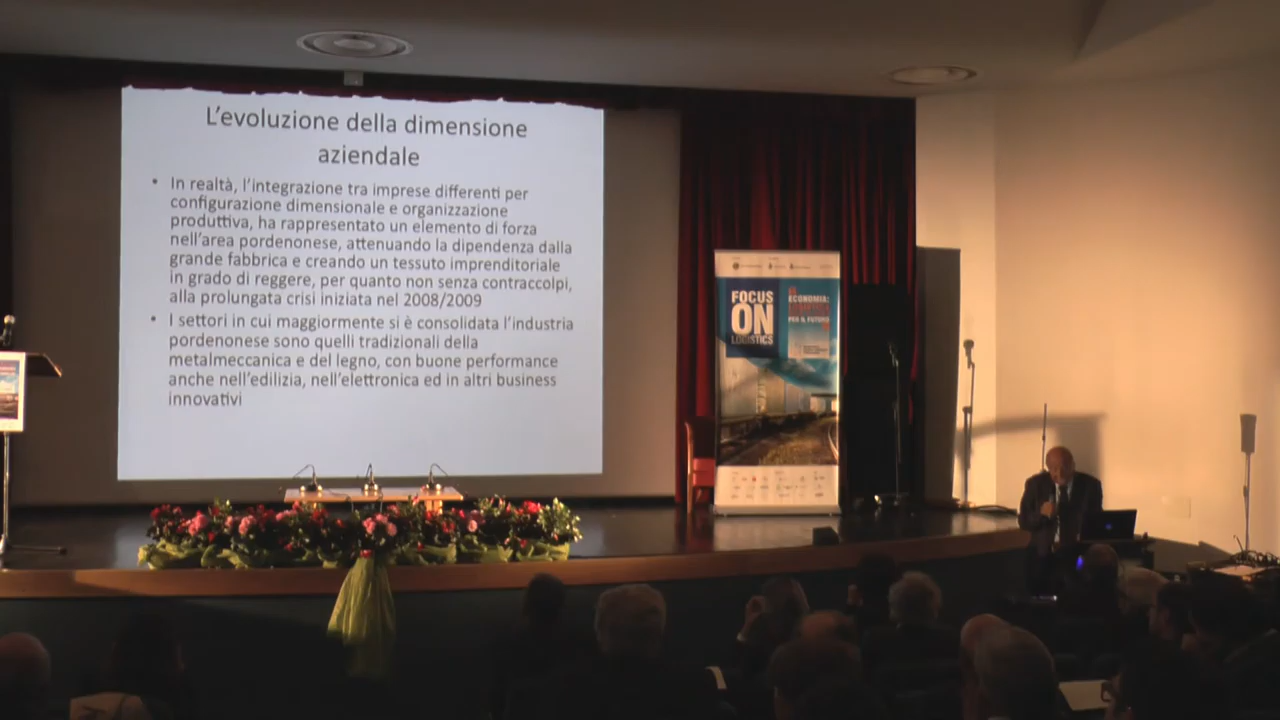 L'evoluzione della dimensione
aziendale
• In realtà, l'integrazione tra imprese differenti per
configurazione dimensionale e organizzazione
produttiva, ha rappresentato un elemento di forza
nell'area pordenonese, attenuando la dipendenza dalla
grande fabbrica e creando un tessuto imprenditoriale
in grado di reggere, per quanto non senza contraccolpi,
alla prolungata crisi iniziata nel 2008/2009
• I settori in cui maggiormente si è consolidata l'industria
pordenonese sono quelli tradizionali della
metalmeccanica e del legno, con buone performance
anche nell'edilizia, nell'elettronica ed in altri business
innovativi
FOCUS
ON
LOGISTICS
ECONOMIA:
PER IL FUTURO